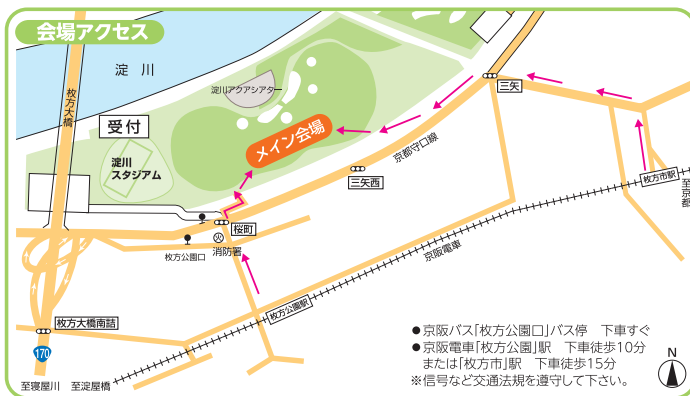 会場アクセス
淀川
枚方大橋
淀川アクアシアター
受付
メイン会場
淀川
スタジアム
三矢
京都守口線
三矢西
枚方市駅
至京都
桜町
枚方公園口
消防署
京阪電車
枚方公園駅
枚方大橋南詰
170
至寝屋川
至淀屋橋
●京阪バス「枚方公園口」バス停　下車すぐ
●京阪電車「枚方公園」駅　下車徒歩10分
または「枚方市」駅　下車徒歩15分
※信号など交通法規を遵守して下さい。
N